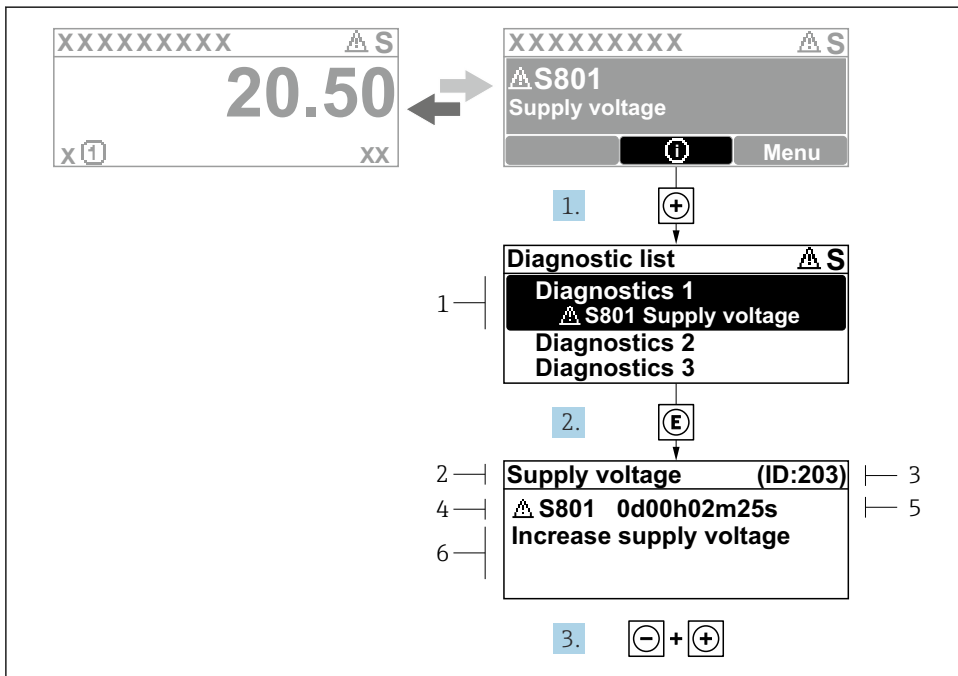 XXXXXXXXX ⚠ S
20.50
X 1 XX
XXXXXXXXX ⚠ S
⚠ S801
Supply voltage
i Menu
1. +
Diagnostic list ⚠ S
1
Diagnostics 1
⚠ S801 Supply voltage
Diagnostics 2
Diagnostics 3
2. E
2 Supply voltage (ID:203) 3
4 ⚠ S801 0d00h02m25s 5
6 Increase supply voltage
3. - + +